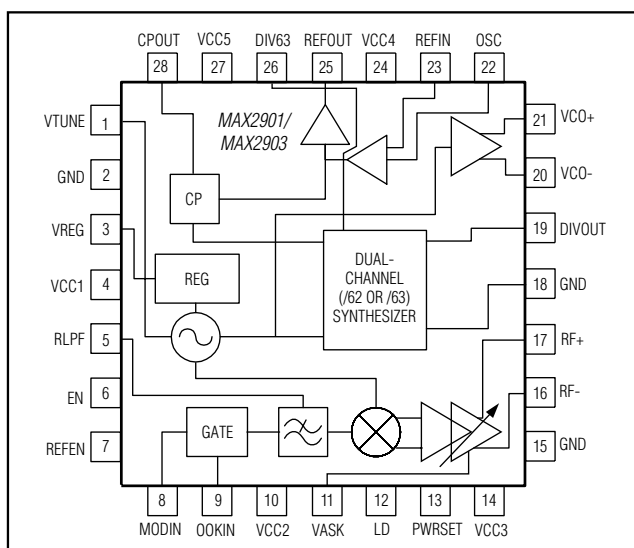 CPOUT VCC5 DIV63 REFOUT VCC4 REFIN OSC
28 27 26 25 24 23 22
VTUNE 1
GND 2
VREG 3
VCC1 4
RLPF 5
EN 6
REFEN 7
MAX2901/
MAX2903
CP
REG
DUAL-
CHANNEL
(/62 OR /63)
SYNTHESIZER
GATE
21 VCO+
20 VCO-
19 DIVOUT
18 GND
17 RF+
16 RF-
15 GND
8 9 10 11 12 13 14
MODIN OOKIN VCC2 VASK LD PWRSET VCC3